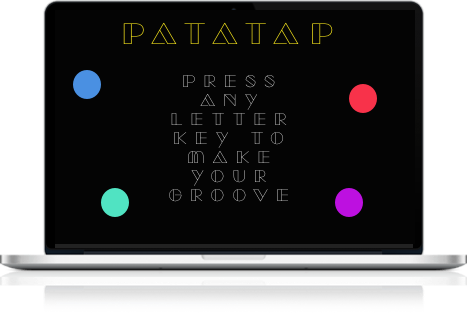 PATATAP
PRESS
ANY
LETTER
KEY TO
MAKE
YOUR
GROOVE